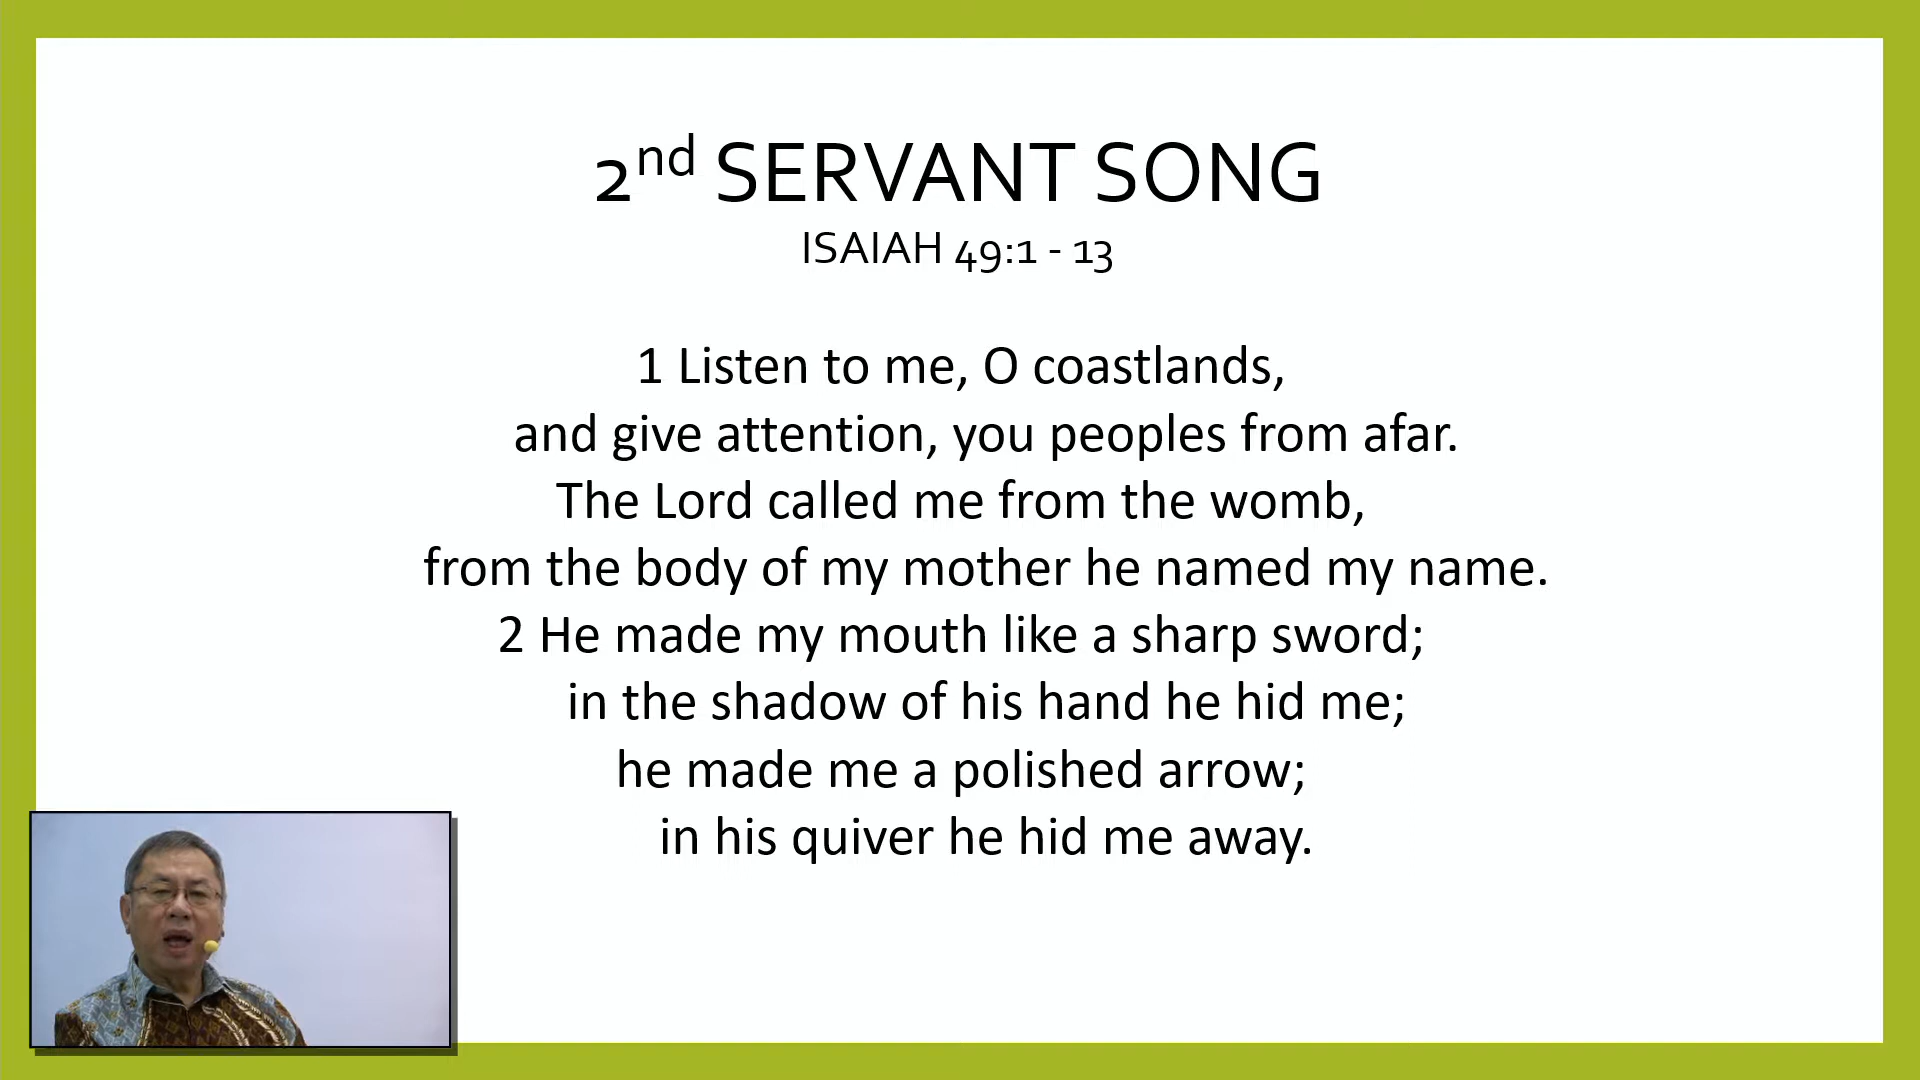 2nd SERVANT SONG
ISAIAH 49:1 - 13
1 Listen to me, O coastlands,
and give attention, you peoples from afar.
The Lord called me from the womb,
from the body of my mother he named my name.
2 He made my mouth like a sharp sword;
in the shadow of his hand he hid me;
he made me a polished arrow;
in his quiver he hid me away.